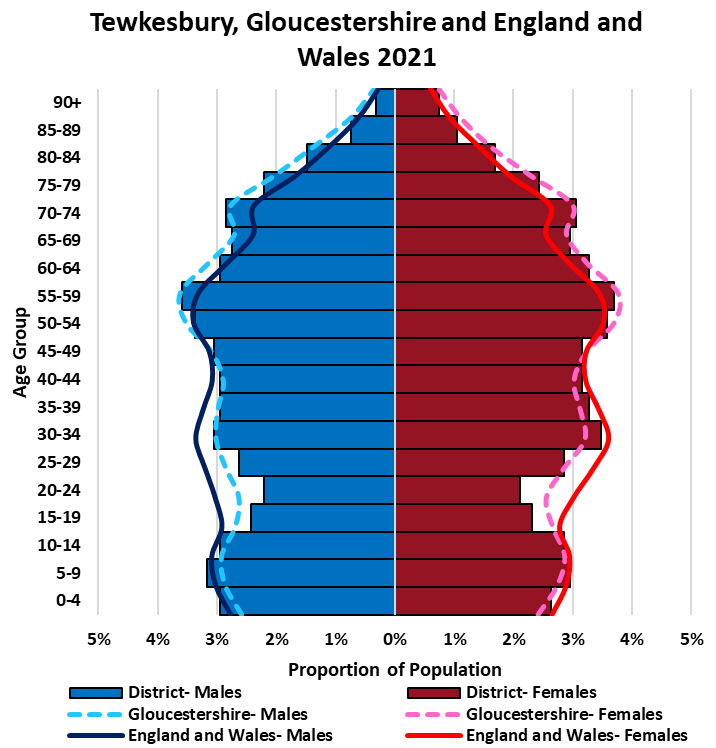 Tewkesbury, Gloucestershire and England and
Wales 2021
Age Group
90+
85-89
80-84
75-79
70-74
65-69
60-64
55-59
50-54
45-49
40-44
35-39
30-34
25-29
20-24
15-19
10-14
5-9
0-4
5% 4% 3% 2% 1% 0% 1% 2% 3% 4% 5%
Proportion of Population
District- Males District- Females
Gloucestershire- Males Gloucestershire- Females
England and Wales- Males England and Wales- Females